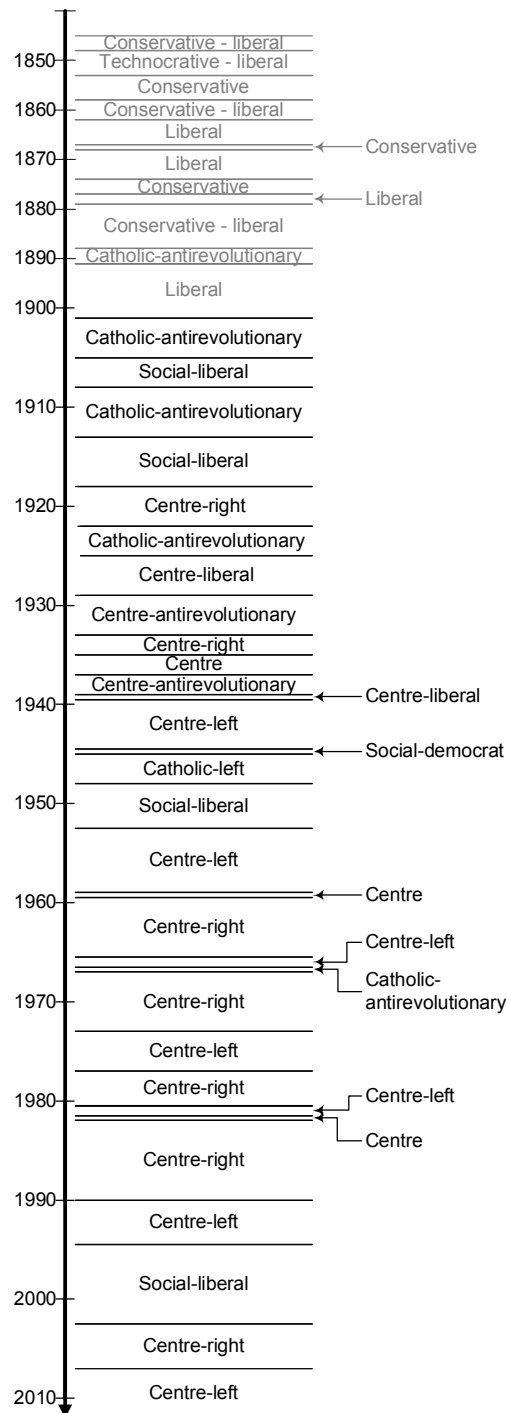 Conservative - liberal
1850
Technocrative - liberal
Conservative
1860
Conservative - liberal
Liberal
Conservative
1870
Liberal
Conservative
Liberal
1880
Conservative - liberal
1890
Catholic-antirevolutionary
Liberal
1900
Catholic-antirevolutionary
Social-liberal
1910
Catholic-antirevolutionary
Social-liberal
1920
Centre-right
Catholic-antirevolutionary
Centre-liberal
1930
Centre-antirevolutionary
Centre-right
Centre
Centre-antirevolutionary
Centre-liberal
1940
Centre-left
Social-democrat
Catholic-left
1950
Social-liberal
Centre-left
Centre
1960
Centre-right
Centre-left
Catholic-
antirevolutionary
1970
Centre-right
Centre-left
Centre-right
Centre-left
1980
Centre
Centre-right
1990
Centre-left
Social-liberal
2000
Centre-right
Centre-left
2010